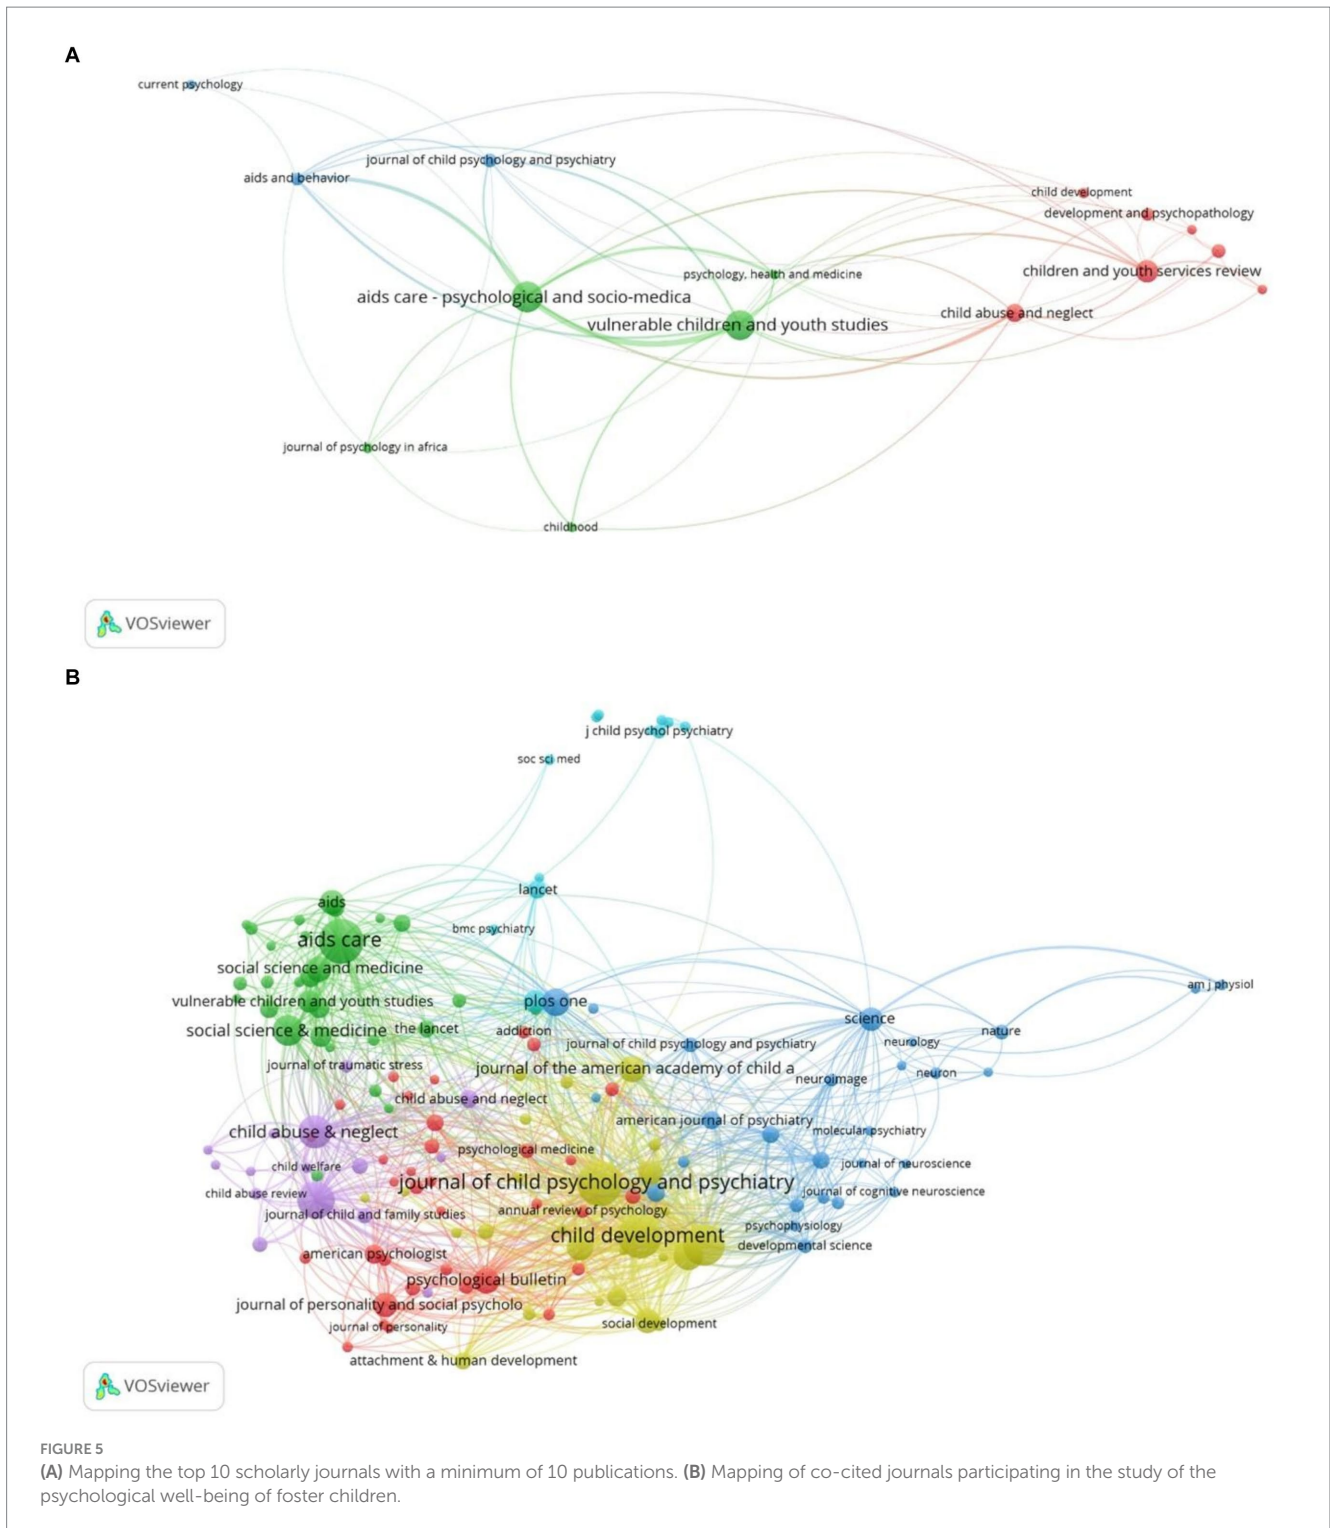 A
current psychology
journal of child psychology and psychiatry
aids and behavior
child development
development and psychopathology
children and youth services review
psychology, health and medicine
aids care - psychological and socio-medica
child abuse and neglect
vulnerable children and youth studies
journal of psychology in africa
childhood
VOSviewer
B
j child psychol psychiatry
soc sci med
lancet
aids
bmc psychiatry
aids care
social science and medicine
am j physiol
vulnerable children and youth studies
plos one
science
social science & medicine
the lancet
addiction
nature
journal of child psychology and psychiatry
neurology
journal of traumatic stress
journal of the american academy of child a
neuroimage
neuron
child abuse and neglect
american journal of psychiatry
child abuse & neglect
molecular psychiatry
psychological medicine
child welfare
journal of neuroscience
journal of child psychology and psychiatry
child abuse review
journal of cognitive neuroscience
journal of child and family studies
annual review of psychology
psychophysiology
child development
developmental science
american psychologist
psychological bulletin
journal of personality and social psycholo
journal of personality
social development
attachment & human development
VOSviewer
FIGURE 5
(A) Mapping the top 10 scholarly journals with a minimum of 10 publications. (B) Mapping of co-cited journals participating in the study of the
psychological well-being of foster children.